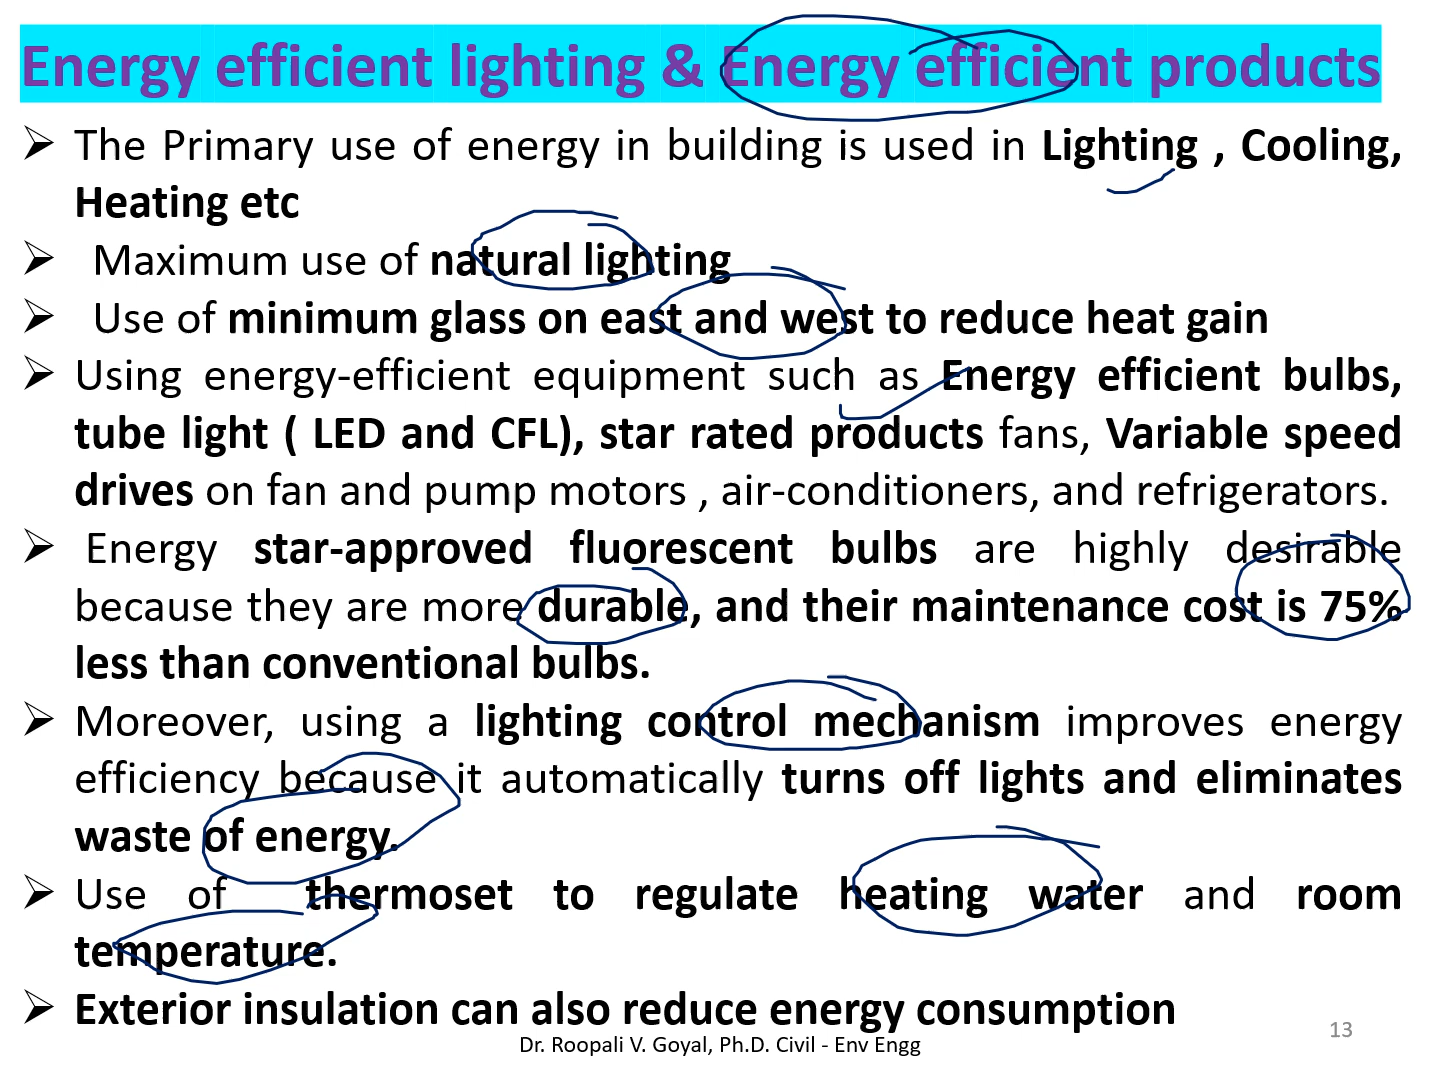 Energy efficient lighting & Energy efficient products
➢ The Primary use of energy in building is used in Lighting , Cooling,
Heating etc
➢ Maximum use of natural lighting
➢ Use of minimum glass on east and west to reduce heat gain
➢ Using energy-efficient equipment such as Energy efficient bulbs,
tube light ( LED and CFL), star rated products fans, Variable speed
drives on fan and pump motors , air-conditioners, and refrigerators.
➢ Energy star-approved fluorescent bulbs are highly desirable
because they are more durable, and their maintenance cost is 75%
less than conventional bulbs.
➢ Moreover, using a lighting control mechanism improves energy
efficiency because it automatically turns off lights and eliminates
waste of energy.
➢ Use of thermoset to regulate heating water and room
temperature.
➢ Exterior insulation can also reduce energy consumption
13
Dr. Roopali V. Goyal, Ph.D. Civil - Env Engg